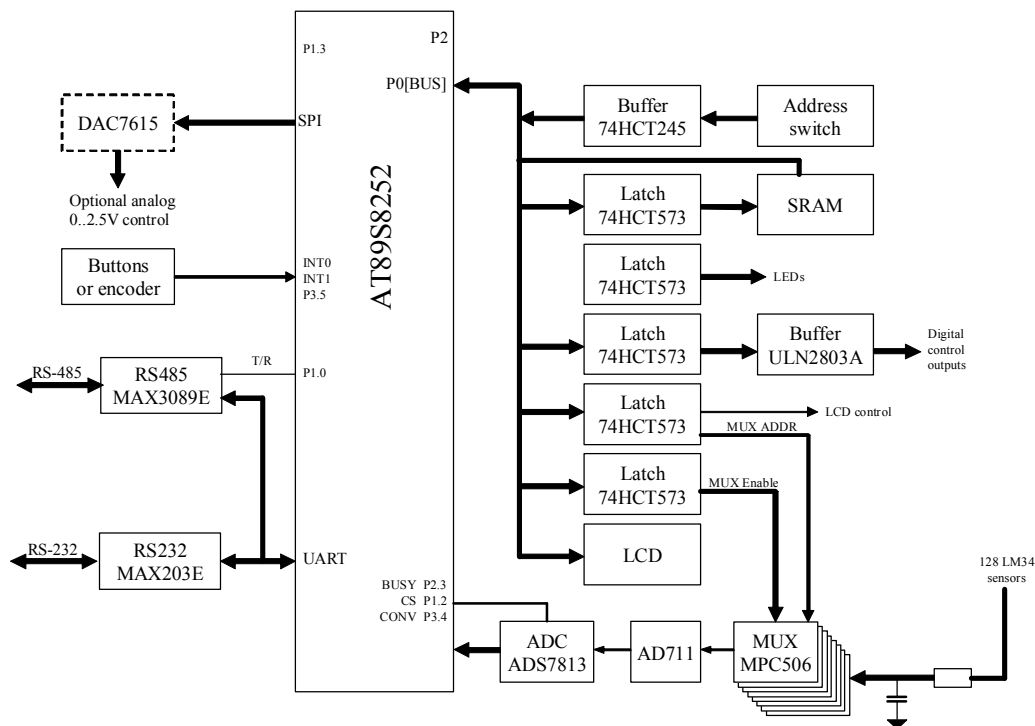 P1.3
P2
P0[BUS]
DAC7615
SPI
Buffer
74HCT245
Address
switch
Optional analog
0..2.5V control
Latch
74HCT573
SRAM
AT89S8252
Buttons
or encoder
INT0
INT1
P3.5
Latch
74HCT573
LEDs
Latch
74HCT573
Buffer
ULN2803A
Digital
control
outputs
RS-485
RS485
MAX3089E
T/R
P1.0
Latch
74HCT573
LCD control
MUX ADDR
Latch
74HCT573
MUX Enable
RS-232
RS232
MAX203E
UART
LCD
128 LM34
sensors
BUSY P2.3
CS P1.2
CONV P3.4
ADC
ADS7813
AD711
MUX
MPC506